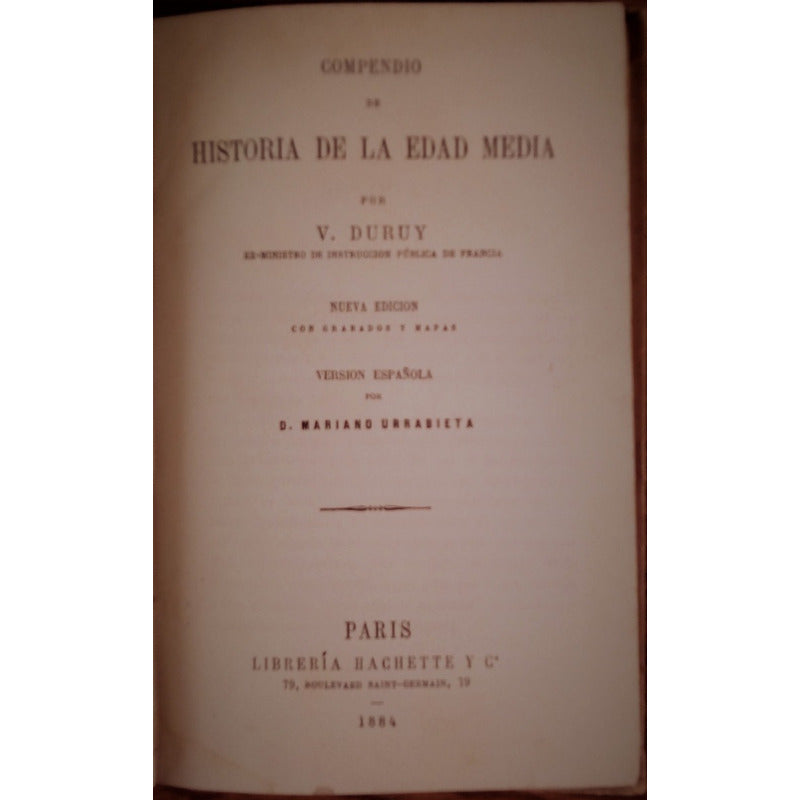 COMPENDIO
DE
HISTORIA DE LA EDAD MEDIA
POR
V. DURUY
EX-MINISTRO DE INSTRUCCION PÚBLICA DE FRANCIA
NUEVA EDICION
CON GRABADOS Y MAPAS
VERSION ESPAÑOLA
POR
D. MARIANO URRABIETA
PARIS
LIBRERÍA HACHETTE Y Cª
79, BOULEVARD SAINT-GERMAIN, 79
1884